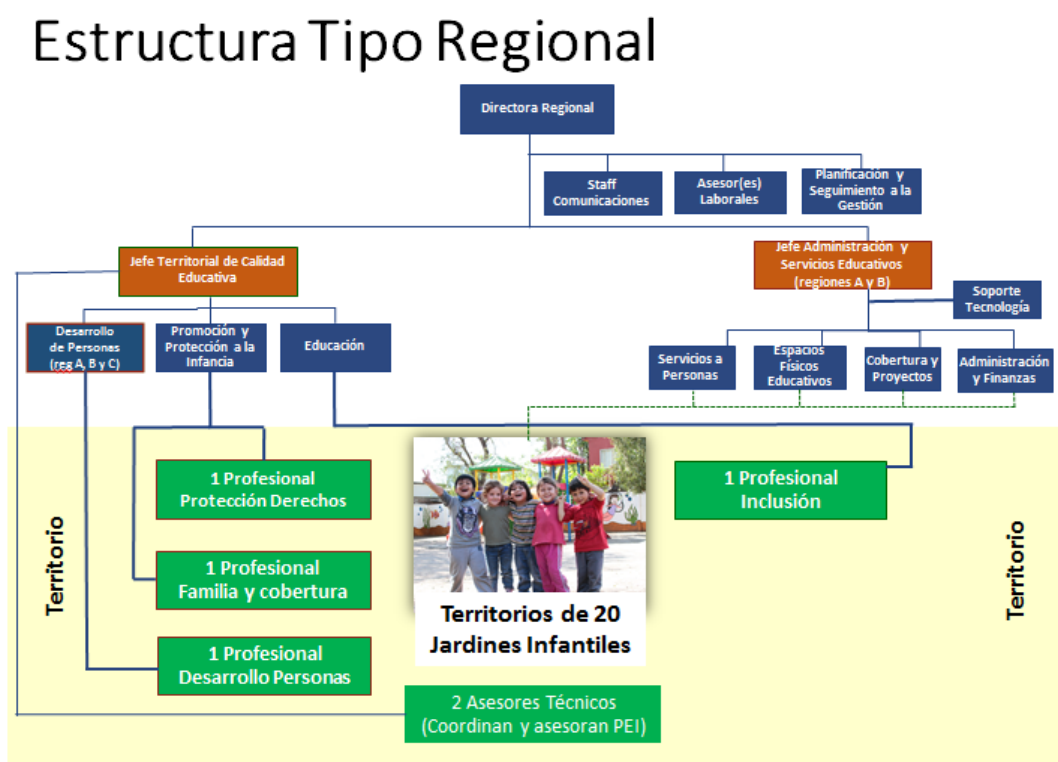 Estructura Tipo Regional
Directora Regional
Staff
Comunicaciones
Asesor(es)
Laborales
Planificación y
Seguimiento a la
Gestión
Jefe Territorial de Calidad
Educativa
Jefe Administración y
Servicios Educativos
(regiones A y B)
Soporte
Tecnología
Desarrollo
de Personas
(reg A, B y C)
Promoción y
Protección a la
Infancia
Educación
Servicios a
Personas
Espacios
Físicos
Educativos
Cobertura y
Proyectos
Administración
y Finanzas
Territorio
1 Profesional
Protección Derechos
1 Profesional
Familia y cobertura
1 Profesional
Desarrollo Personas
Territorios de 20
Jardines Infantiles
1 Profesional
Inclusión
Territorio
2 Asesores Técnicos
(Coordinan y asesoran PEI)